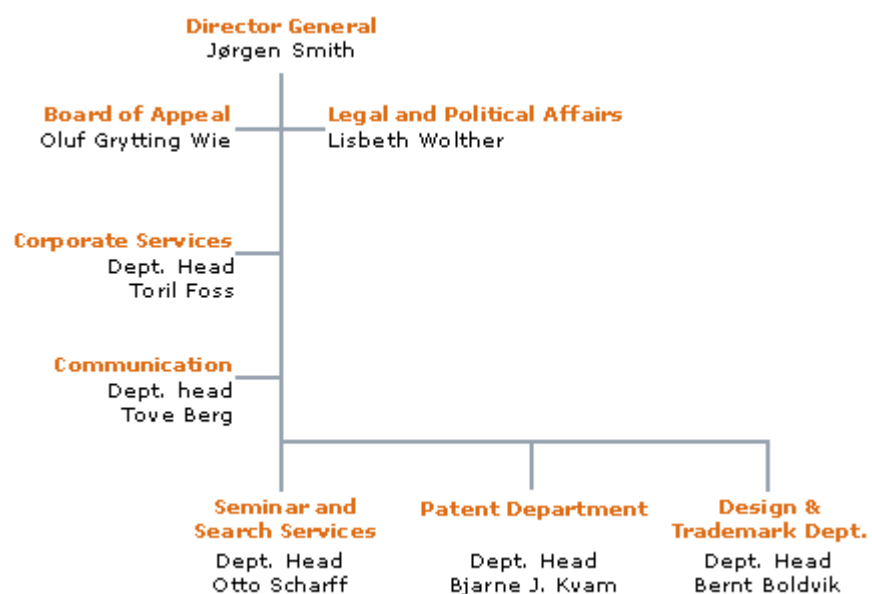 Director General
Jørgen Smith
Board of Appeal
Oluf Grytting Wie
Legal and Political Affairs
Lisbeth Wolther
Corporate Services
Dept. Head
Toril Foss
Communication
Dept. head
Tove Berg
Seminar and
Search Services
Dept. Head
Otto Scharff
Patent Department
Dept. Head
Bjarne J. Kvam
Design &
Trademark Dept.
Dept. Head
Bernt Boldvik